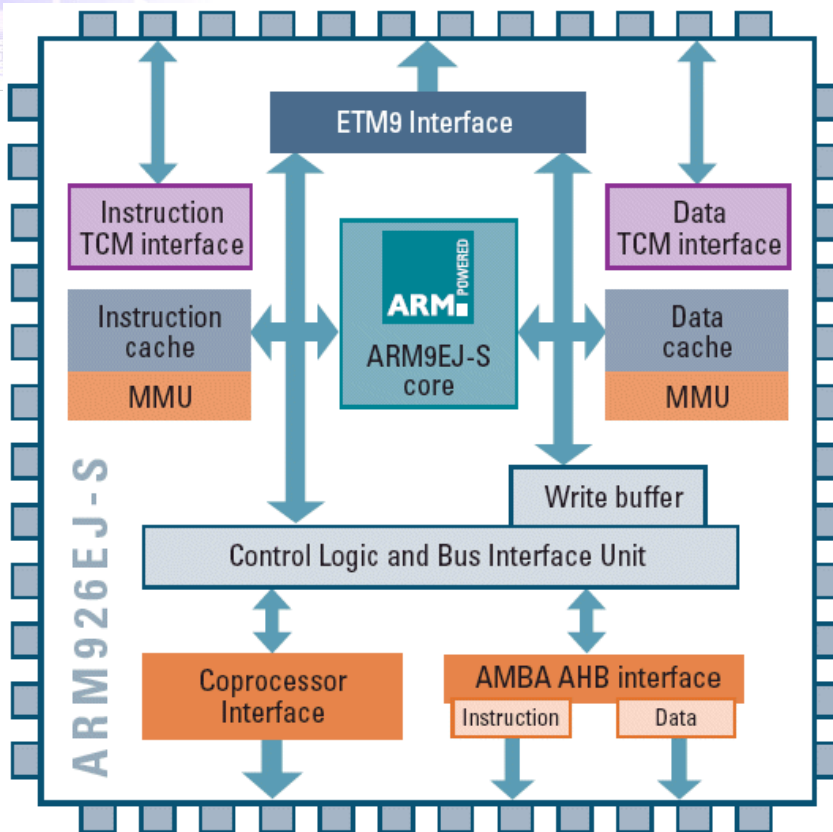 ETM9 Interface
Instruction
TCM interface
Data
TCM interface
ARM POWERED
Instruction
cache
ARM9EJ-S
core
Data
cache
MMU
MMU
Write buffer
Control Logic and Bus Interface Unit
ARM926EJ-S
Coprocessor
Interface
AMBA AHB interface
Instruction
Data